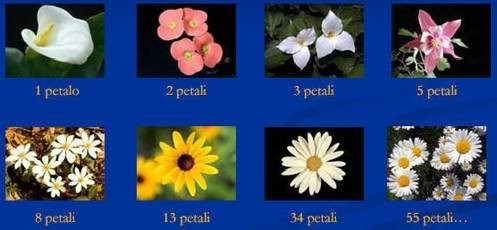 1 petalo
2 petali
3 petali
5 petali
8 petali
13 petali
34 petali
55 petali...